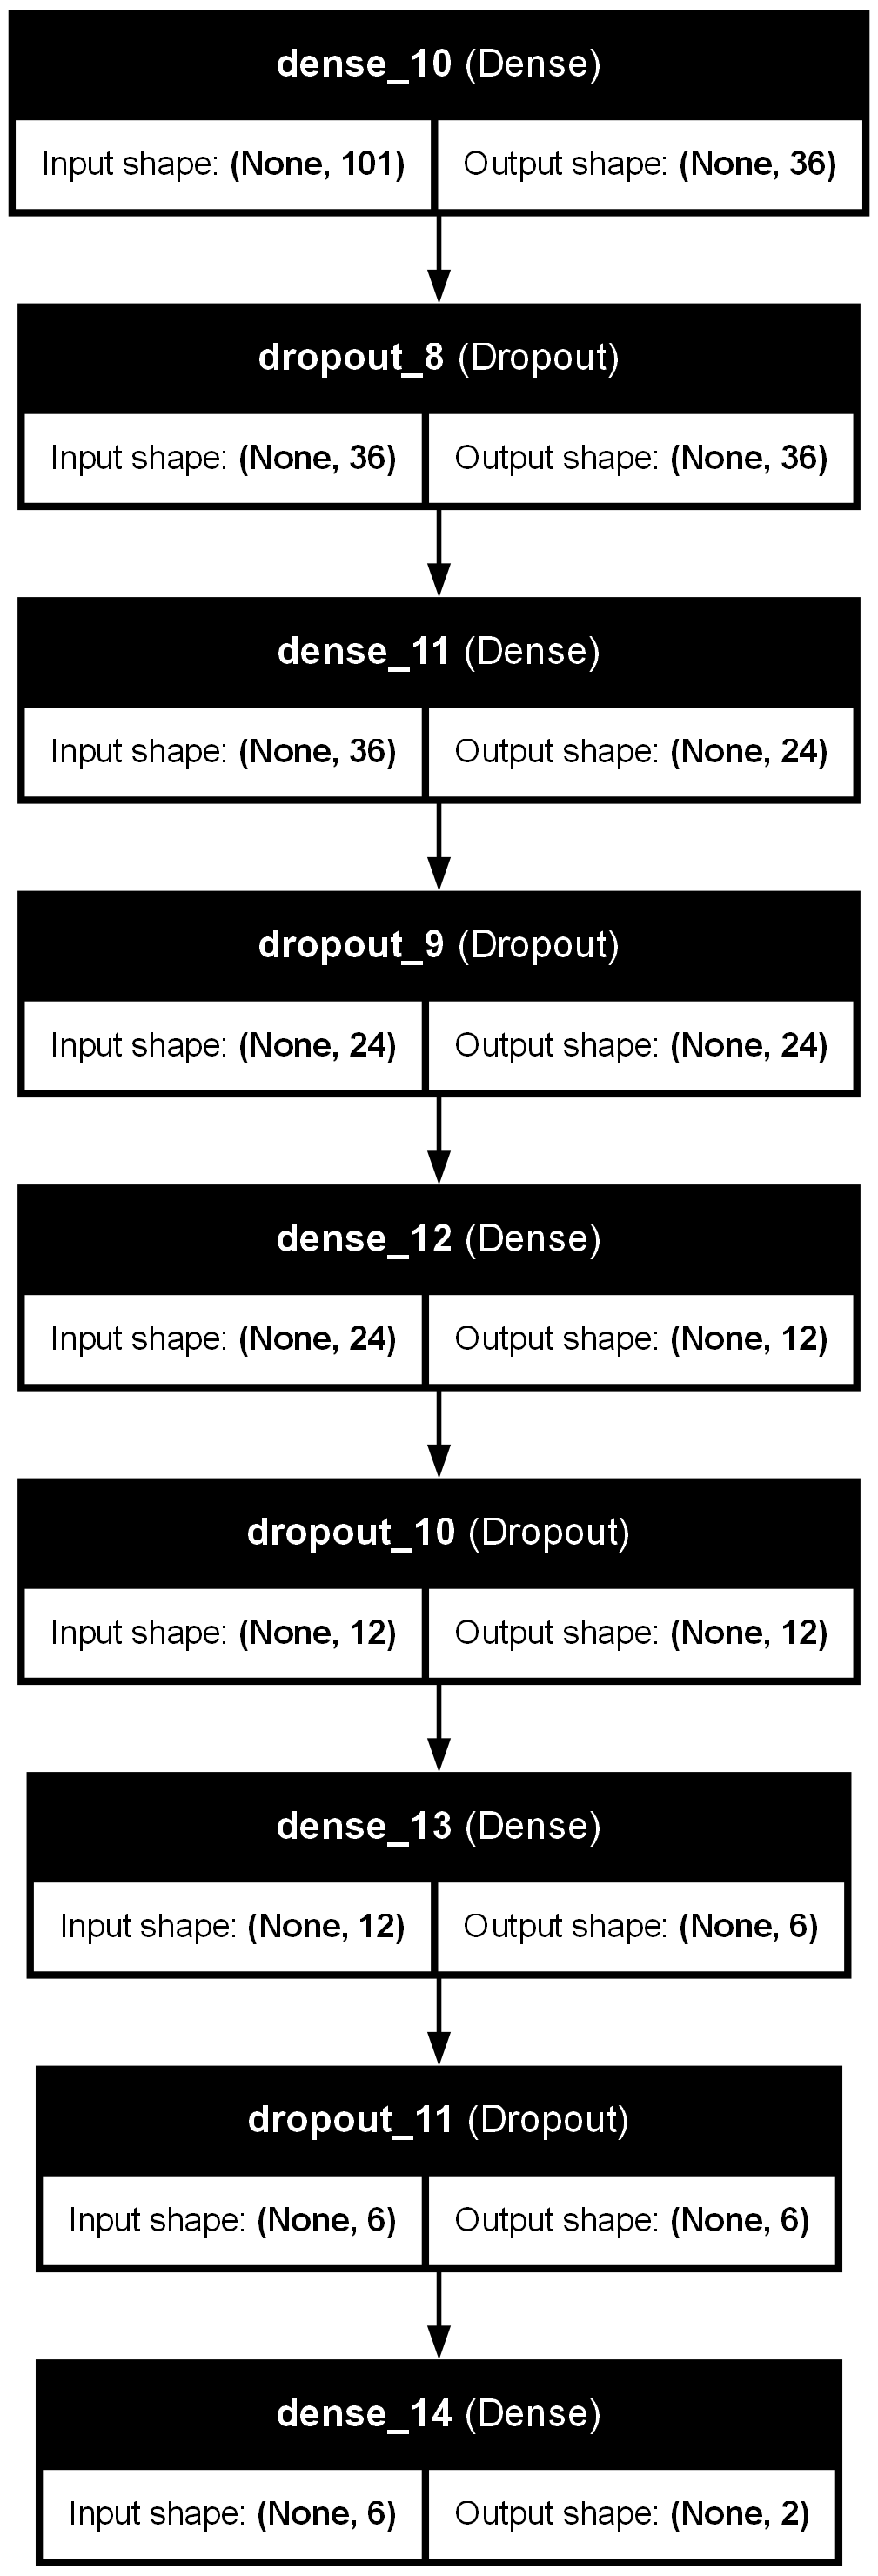 dense_10 (Dense)
Input shape: (None, 101) Output shape: (None, 36)
dropout_8 (Dropout)
Input shape: (None, 36) Output shape: (None, 36)
dense_11 (Dense)
Input shape: (None, 36) Output shape: (None, 24)
dropout_9 (Dropout)
Input shape: (None, 24) Output shape: (None, 24)
dense_12 (Dense)
Input shape: (None, 24) Output shape: (None, 12)
dropout_10 (Dropout)
Input shape: (None, 12) Output shape: (None, 12)
dense_13 (Dense)
Input shape: (None, 12) Output shape: (None, 6)
dropout_11 (Dropout)
Input shape: (None, 6) Output shape: (None, 6)
dense_14 (Dense)
Input shape: (None, 6) Output shape: (None, 2)